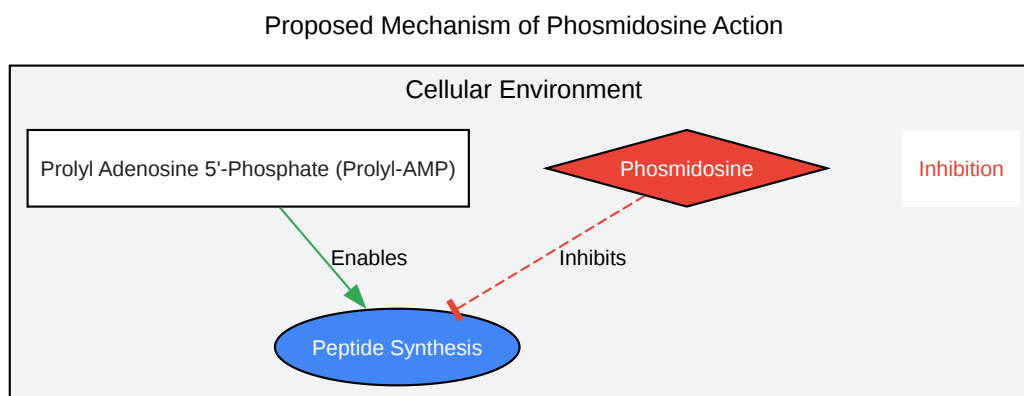 Proposed Mechanism of Phosmidosine Action
Cellular Environment
Prolyl Adenosine 5'-Phosphate (Prolyl-AMP)
Phosmidosine
Inhibition
Enables
Inhibits
Peptide Synthesis